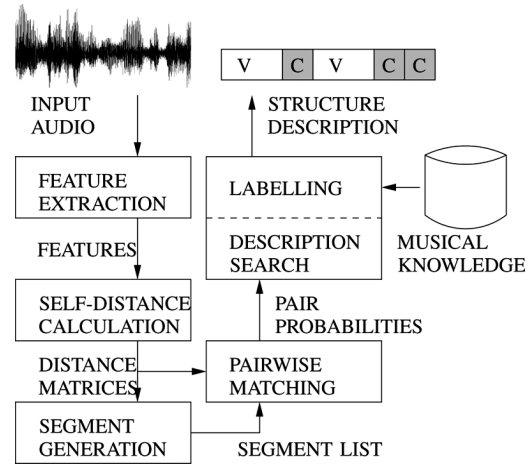 V C V C C
INPUT
AUDIO
STRUCTURE
DESCRIPTION
FEATURE
EXTRACTION
LABELLING
FEATURES
DESCRIPTION
SEARCH
MUSICAL
KNOWLEDGE
SELF-DISTANCE
CALCULATION
PAIR
PROBABILITIES
DISTANCE
MATRICES
PAIRWISE
MATCHING
SEGMENT
GENERATION
SEGMENT LIST